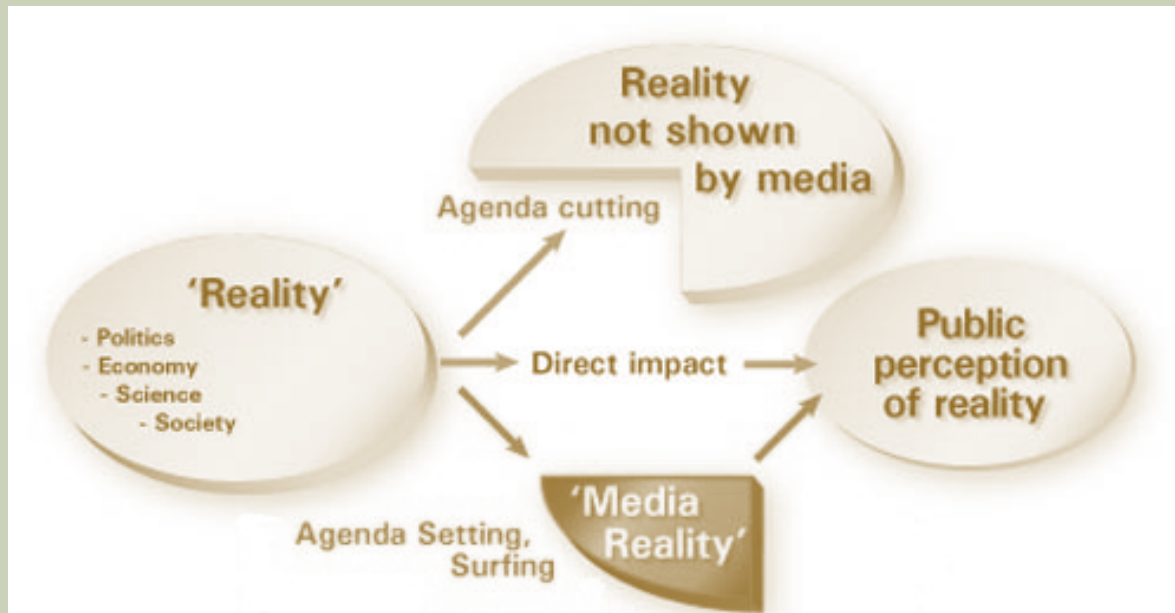 Reality
not shown
by media
Agenda cutting
‘Reality’
- Politics
- Economy
- Science
- Society
Direct impact
Public
perception
of reality
‘Media
Reality’
Agenda Setting,
Surfing